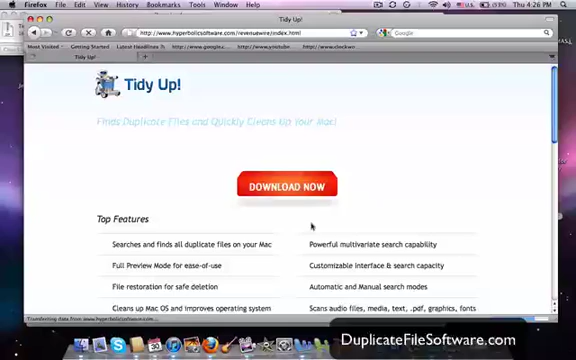 Firefox File Edit View History Bookmarks Tools Window Help
Thu 4:26 PM
Tidy Up!
http://www.hyperbolicsoftware.com/revenuewire/index.html
Google
Most Visited Getting Started Latest Headlines
Tidy Up!
Tidy Up!
Finds Duplicate Files and Quickly Cleans Up Your Mac!
DOWNLOAD NOW
Top Features
Searches and finds all duplicate files on your Mac
Powerful multivariate search capability
Full Preview Mode for ease-of-use
Customizable interface & search capacity
File restoration for safe deletion
Automatic and Manual search modes
Cleans up Mac OS and improves operating system
Scans audio files, media, text, .pdf, graphics, fonts
DuplicateFileSoftware.com